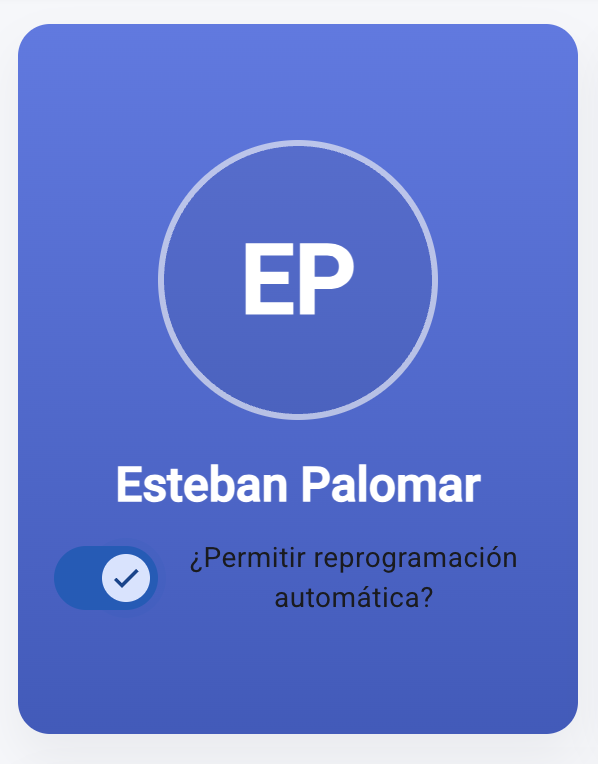 EP
Esteban Palomar
¿Permitir reprogramación
automática?